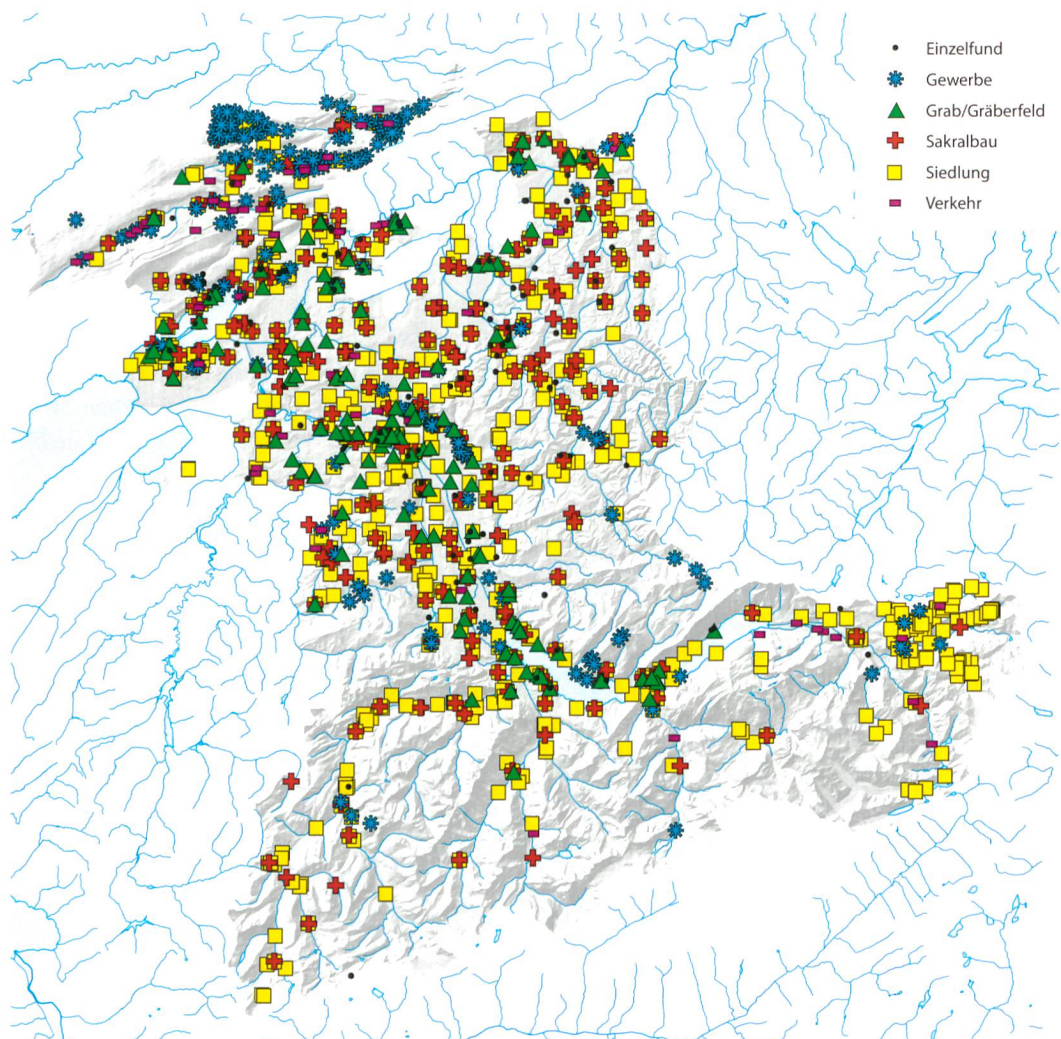 Einzelfund
Gewerbe
Grab/Gräberfeld
Sakralbau
Siedlung
Verkehr